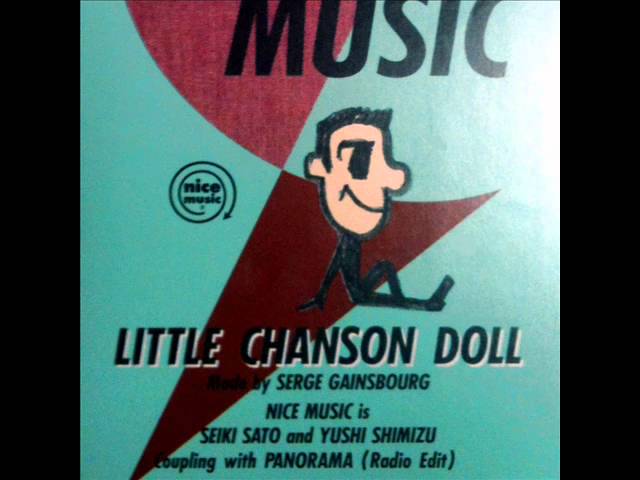 MUSIC
nice
music
LITTLE CHANSON DOLL
Made by SERGE GAINSBOURG
NICE MUSIC is
SEIKI SATO and YUSHI SHIMIZU
Coupling with PANORAMA (Radio Edit)